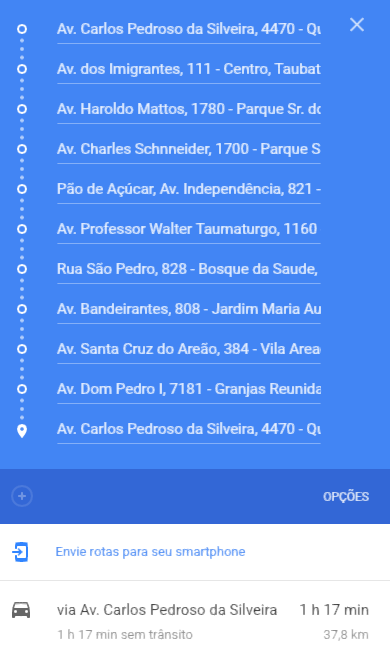 Av. Carlos Pedroso da Silveira, 4470 - Qu
Av. dos Imigrantes, 111 - Centro, Taubat
Av. Haroldo Mattos, 1780 - Parque Sr. do
Av. Charles Schnneider, 1700 - Parque S
Pão de Açúcar, Av. Independência, 821 -
Av. Professor Walter Taumaturgo, 1160
Rua São Pedro, 828 - Bosque da Saude,
Av. Bandeirantes, 808 - Jardim Maria Au
Av. Santa Cruz do Areão, 384 - Vila Area
Av. Dom Pedro I, 7181 - Granjas Reunida
Av. Carlos Pedroso da Silveira, 4470 - Qu
OPÇÕES
Envie rotas para seu smartphone
via Av. Carlos Pedroso da Silveira 1 h 17 min
1 h 17 min sem trânsito 37,8 km